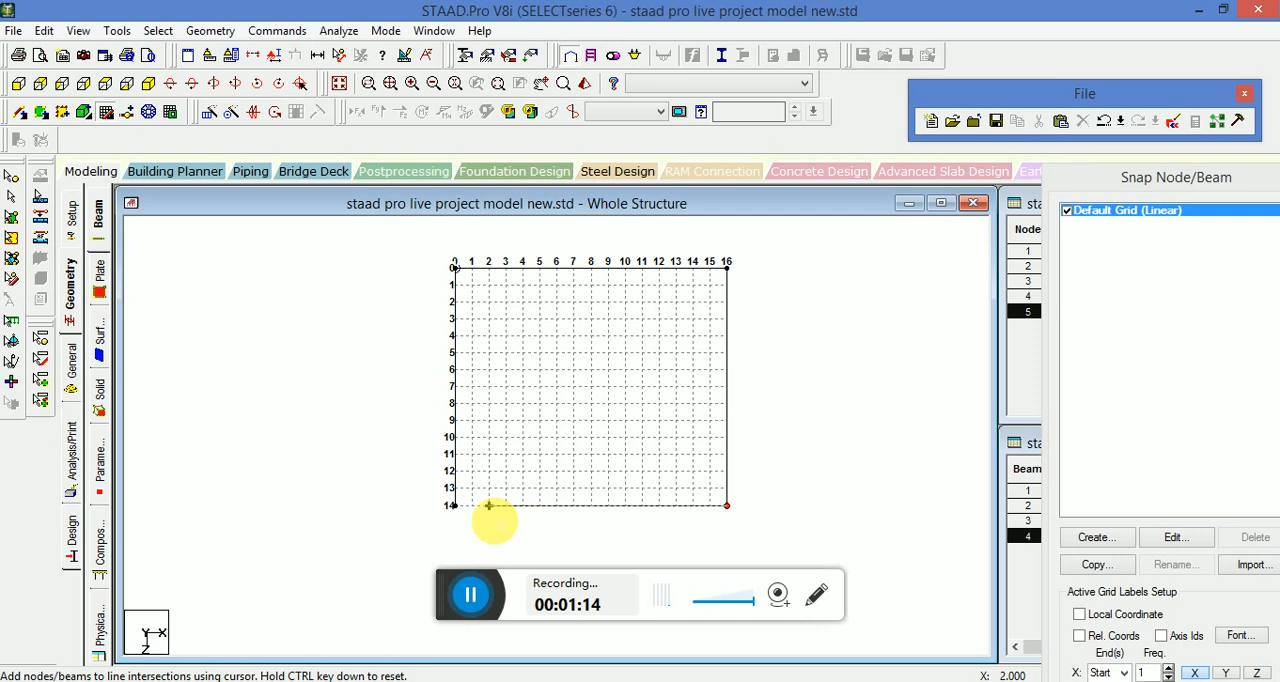 STAAD.Pro V8i (SELECTseries 6) - staad pro live project model new.std
File Edit View Tools Select Geometry Commands Analyze Mode Window Help
File
Modeling Building Planner Piping Bridge Deck Postprocessing Foundation Design Steel Design RAM Connection Concrete Design Advanced Slab Design
Snap Node/Beam
staad pro live project model new.std - Whole Structure
Default Grid (Linear)
Setup
Geometry
General
Analysis/Print
Design
Beam
Plate
Surf...
Solid
Parame...
Compos...
Physica...
0 1 2 3 4 5 6 7 8 9 10 11 12 13 14 15 16
0
1
2
3
4
5
6
7
8
9
10
11
12
13
14
Node
1
2
3
4
5
Beam
1
2
3
4
Create... Edit... Delete
Copy... Rename... Import...
Active Grid Labels Setup
Local Coordinate
Rel. Coords Axis Ids Font...
End(s) Freq.
X: Start 1 X Y Z
Recording...
00:01:14
Y X
Z
Add nodes/beams to line intersections using cursor. Hold CTRL key down to reset.
X: 2.000